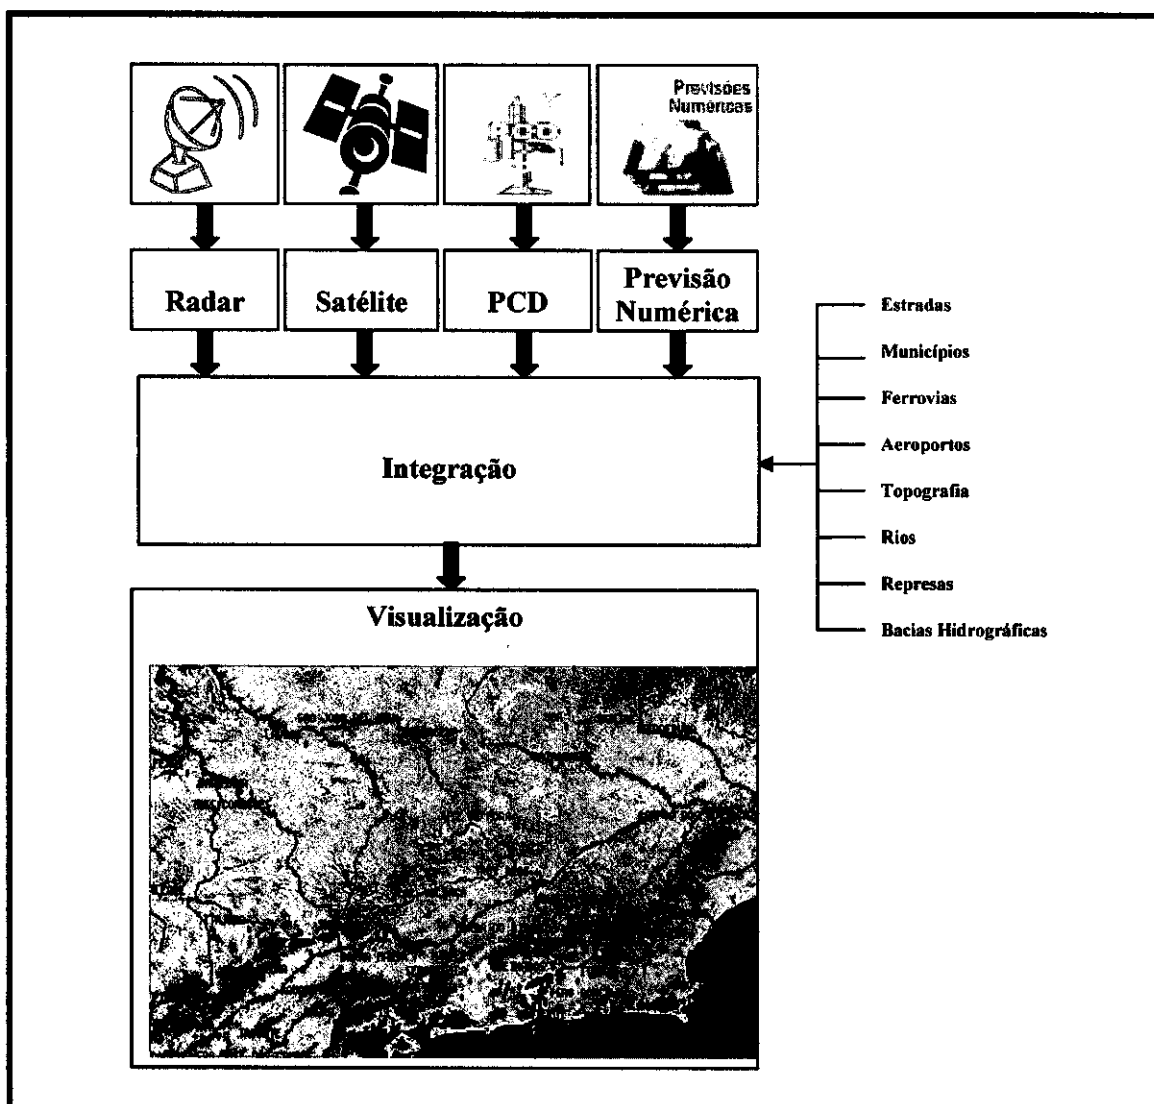 Previsões
Numéricas
Radar
Satélite
PCD
Previsão
Numérica
Estradas
Municípios
Ferrovias
Aeroportos
Topografia
Rios
Represas
Bacias Hidrográficas
Integração
Visualização